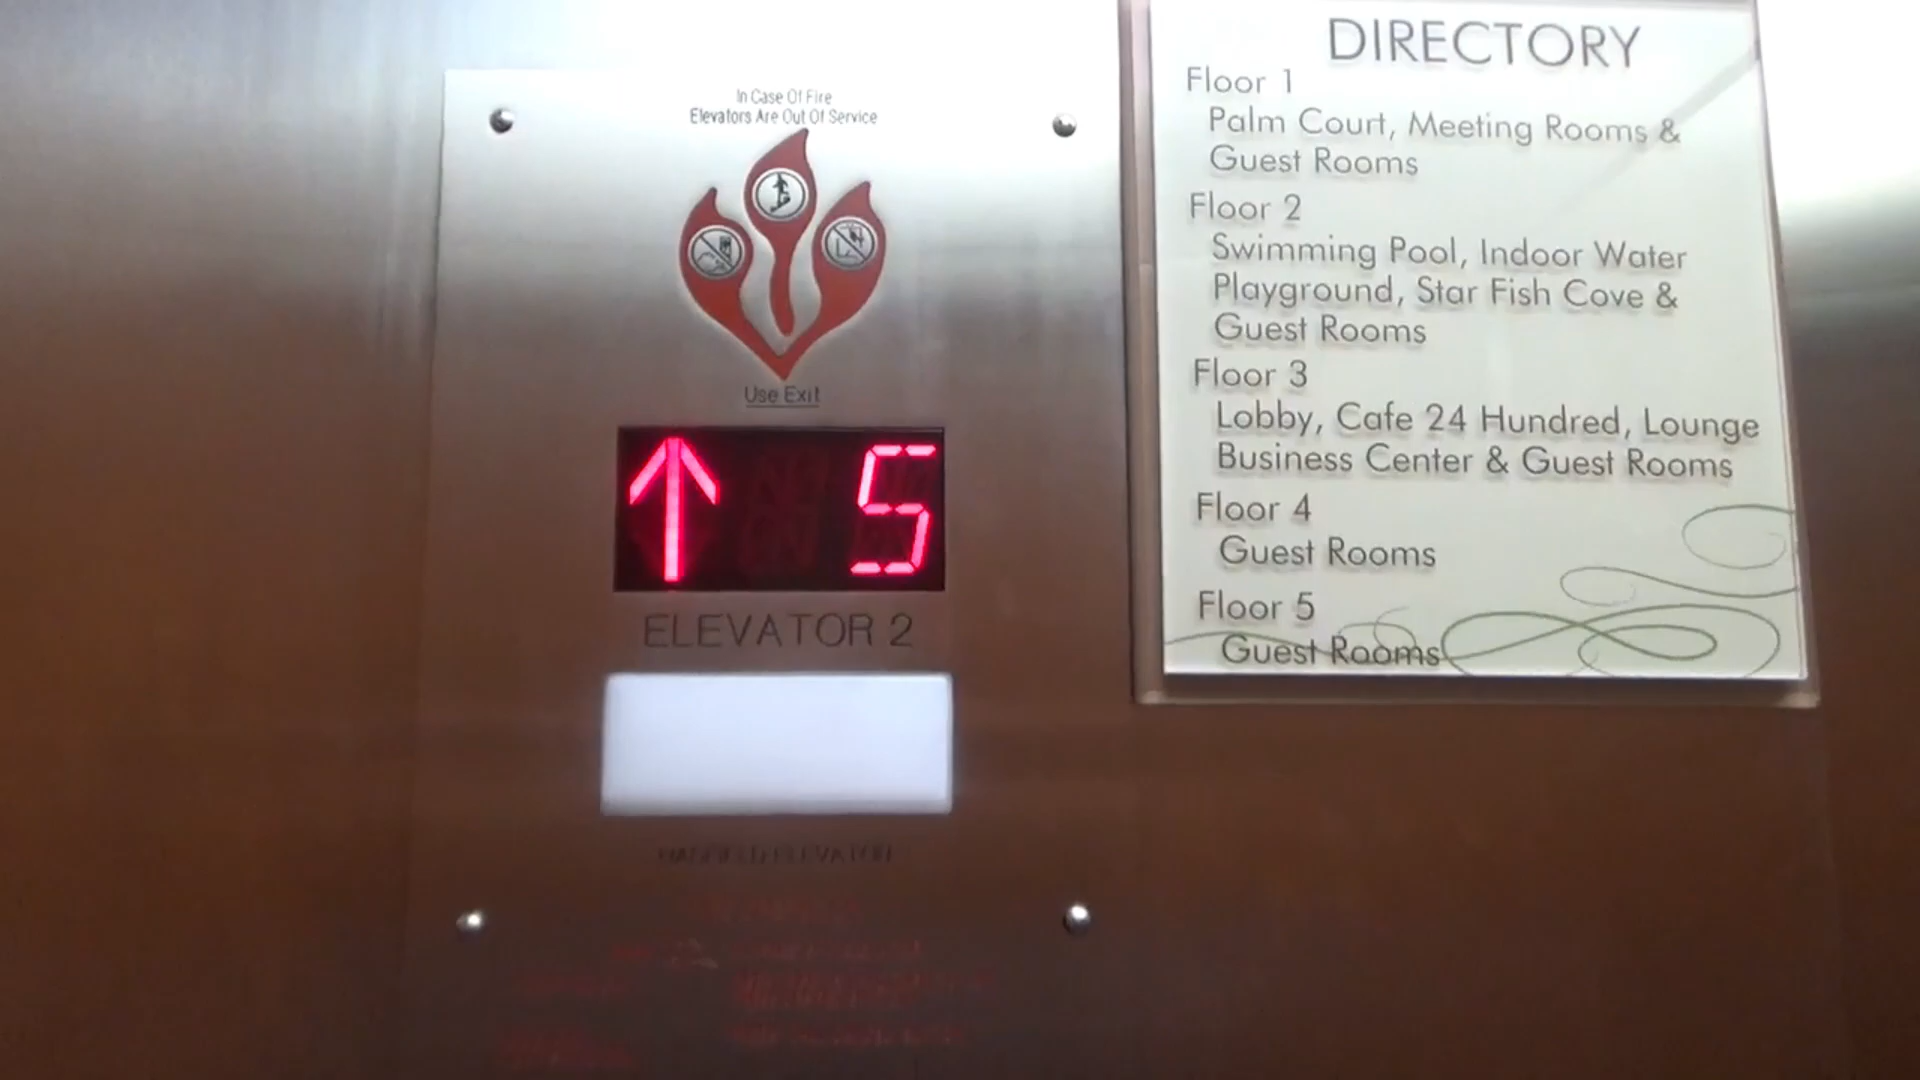 In Case Of Fire
Elevators Are Out Of Service
Use Exit
5
ELEVATOR 2
DIRECTORY
Floor 1
Palm Court, Meeting Rooms &
Guest Rooms
Floor 2
Swimming Pool, Indoor Water
Playground, Star Fish Cove &
Guest Rooms
Floor 3
Lobby, Cafe 24 Hundred, Lounge
Business Center & Guest Rooms
Floor 4
Guest Rooms
Floor 5
Guest Rooms